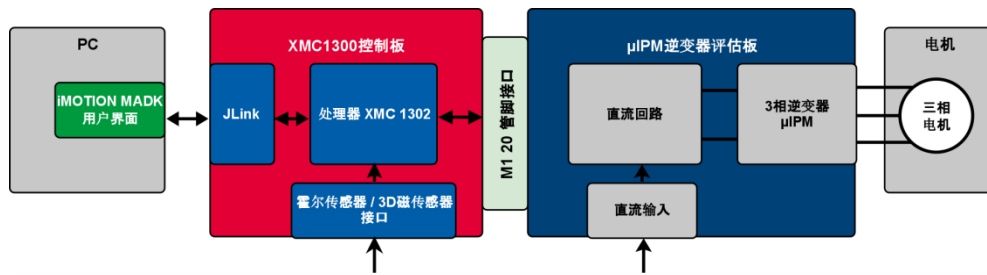 PC
iMOTION MADK
用户界面
XMC1300控制板
JLink
处理器 XMC 1302
霍尔传感器 / 3D磁传感器
接口
M1 20 管脚接口
µIPM逆变器评估板
直流回路
3相逆变器
µIPM
直流输入
电机
三相
电机